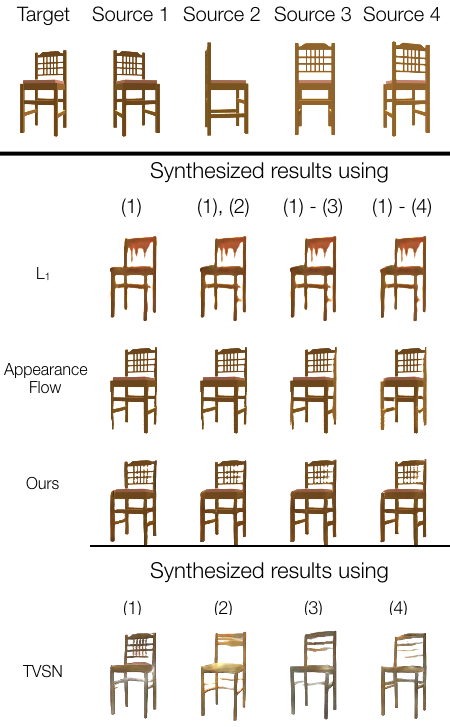 Target Source 1 Source 2 Source 3 Source 4
Synthesized results using
(1) (1), (2) (1) - (3) (1) - (4)
L₁
Appearance
Flow
Ours
Synthesized results using
(1) (2) (3) (4)
TVSN